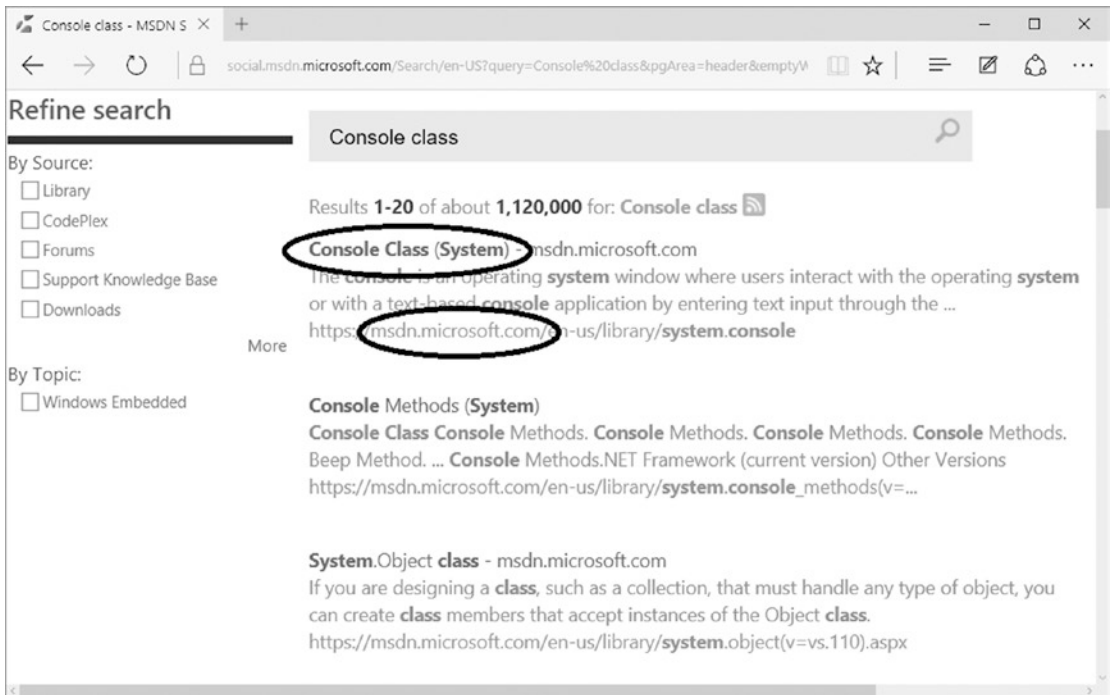 Console class - MSDN S
social.msdn.microsoft.com/Search/en-US?query=Console%20class&pgArea=header&emptyW
Refine search
By Source:
Library
CodePlex
Forums
Support Knowledge Base
Downloads
More
By Topic:
Windows Embedded
Console class
Results 1-20 of about 1,120,000 for: Console class
Console Class (System) - msdn.microsoft.com
The console is an operating system window where users interact with the operating system
or with a text-based console application by entering text input through the ...
https://msdn.microsoft.com/en-us/library/system.console
Console Methods (System)
Console Class Console Methods. Console Methods. Console Methods. Console Methods.
Beep Method. ... Console Methods.NET Framework (current version) Other Versions
https://msdn.microsoft.com/en-us/library/system.console_methods(v=...
System.Object class - msdn.microsoft.com
If you are designing a class, such as a collection, that must handle any type of object, you
can create class members that accept instances of the Object class.
https://msdn.microsoft.com/en-us/library/system.object(v=vs.110).aspx